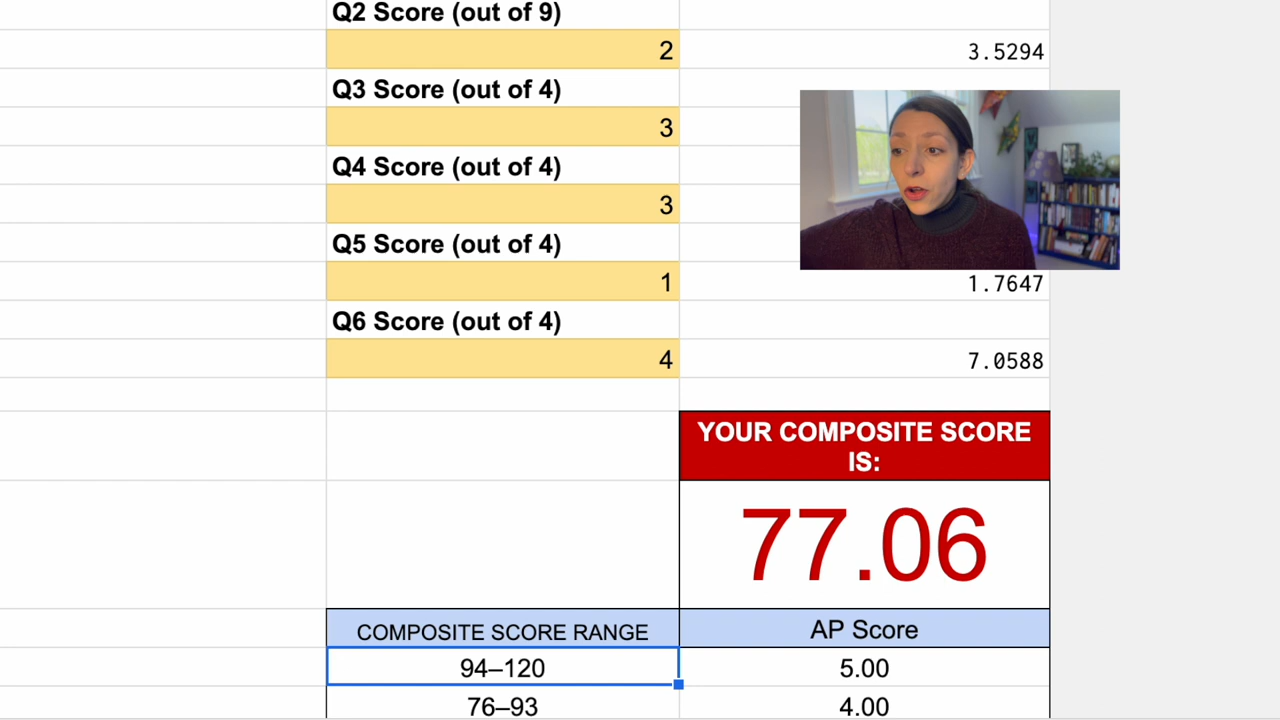 Q2 Score (out of 9)
2 3.5294
Q3 Score (out of 4)
3
Q4 Score (out of 4)
3
Q5 Score (out of 4)
1 1.7647
Q6 Score (out of 4)
4 7.0588
YOUR COMPOSITE SCORE
IS:
77.06
COMPOSITE SCORE RANGE AP Score
94–120 5.00
76–93 4.00